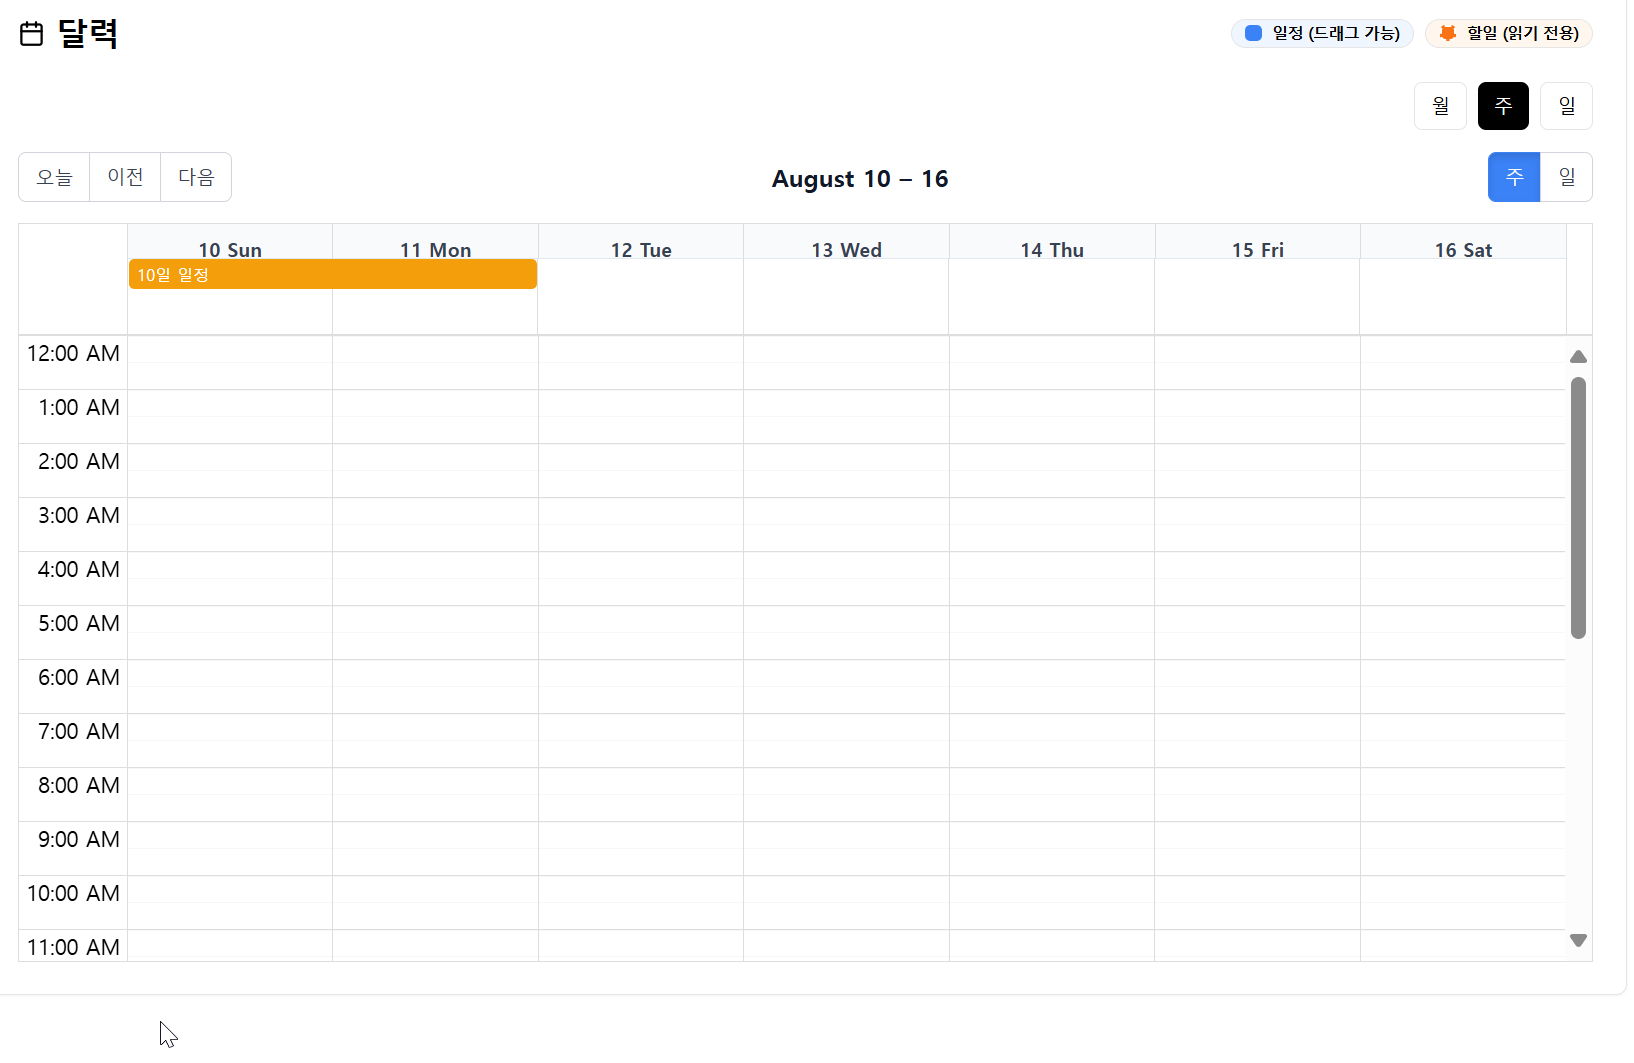 달력
일정 (드래그 가능)
할일 (읽기 전용)
월
주
일
오늘
이전
다음
August 10 – 16
주
일
10 Sun
11 Mon
12 Tue
13 Wed
14 Thu
15 Fri
16 Sat
10일 일정
12:00 AM
1:00 AM
2:00 AM
3:00 AM
4:00 AM
5:00 AM
6:00 AM
7:00 AM
8:00 AM
9:00 AM
10:00 AM
11:00 AM